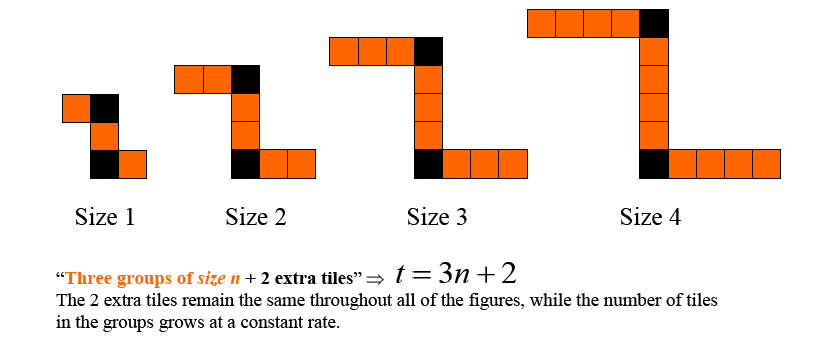 Size 1
Size 2
Size 3
Size 4
“Three groups of size n + 2 extra tiles” ⇒ t = 3n + 2
The 2 extra tiles remain the same throughout all of the figures, while the number of tiles
in the groups grows at a constant rate.